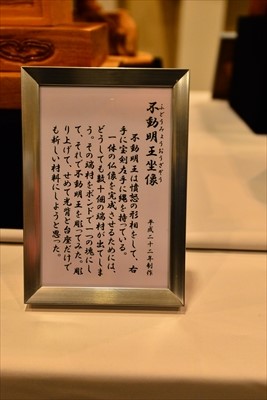 ふどうみょうおうざぞう
不動明王坐像
平成二十二年制作
不動明王は憤怒の形相をして、右
手に宝剣左手に縄を持っている。
一体の仏像を完成させるためには、
どうしても数十個の端材が出てしま
う。その端材をボンドで一つの塊にし
て、それで不動明王を彫ってみた。彫
り上げて、せめて光背と台座だけで
も新しい材料にしようと思った。